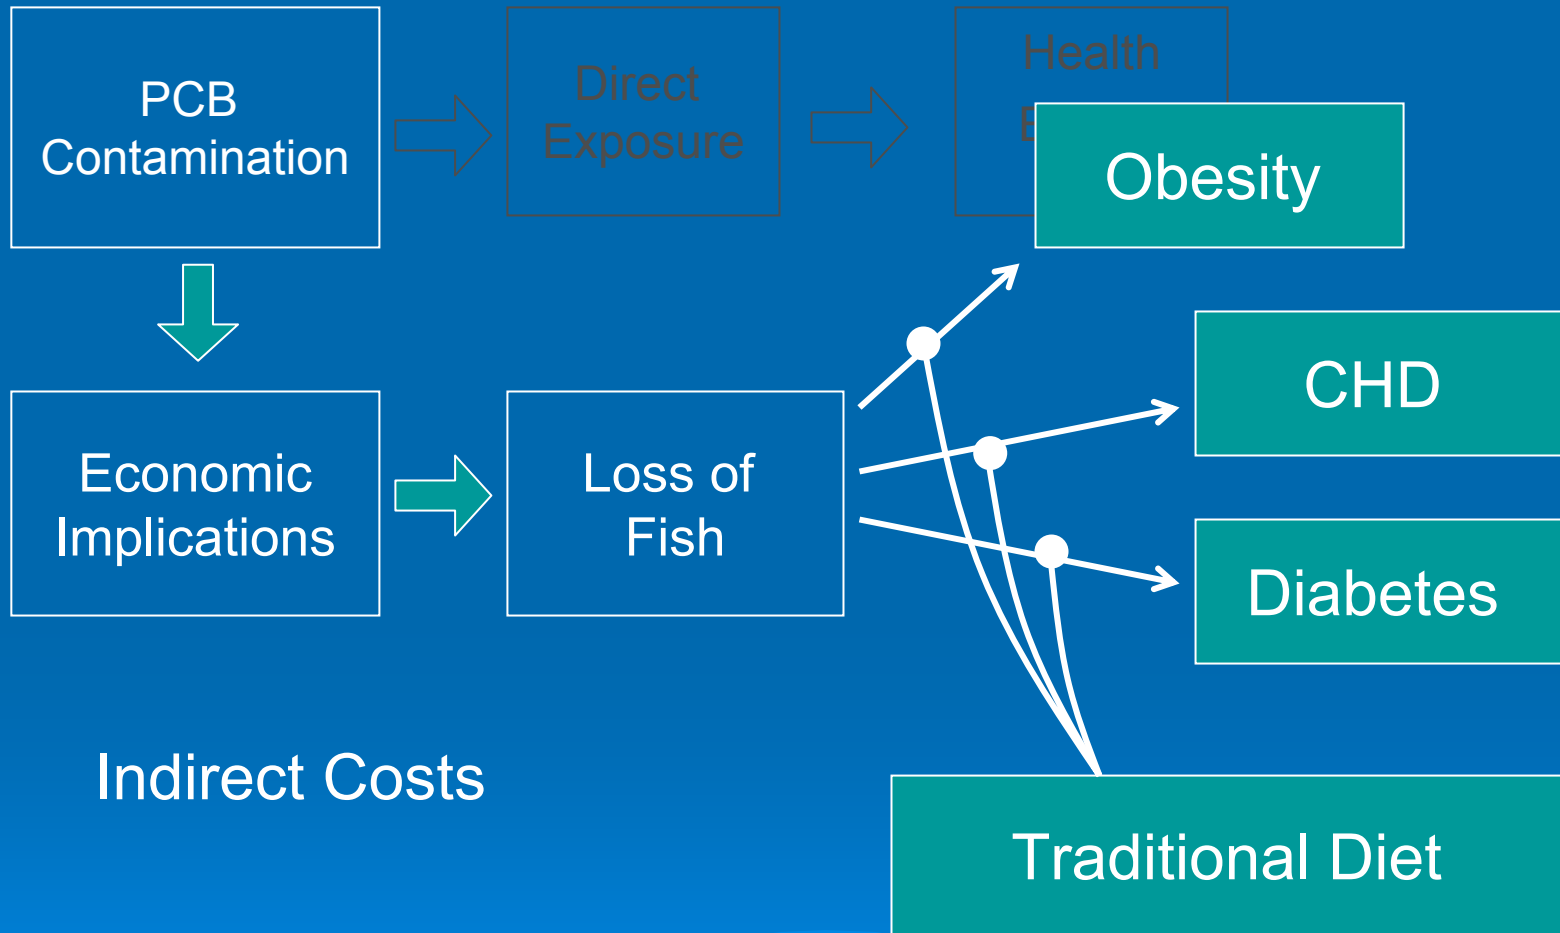 PCB
Contamination
Direct
Exposure
Health
Obesity
CHD
Economic
Implications
Loss of
Fish
Diabetes
Indirect Costs
Traditional Diet